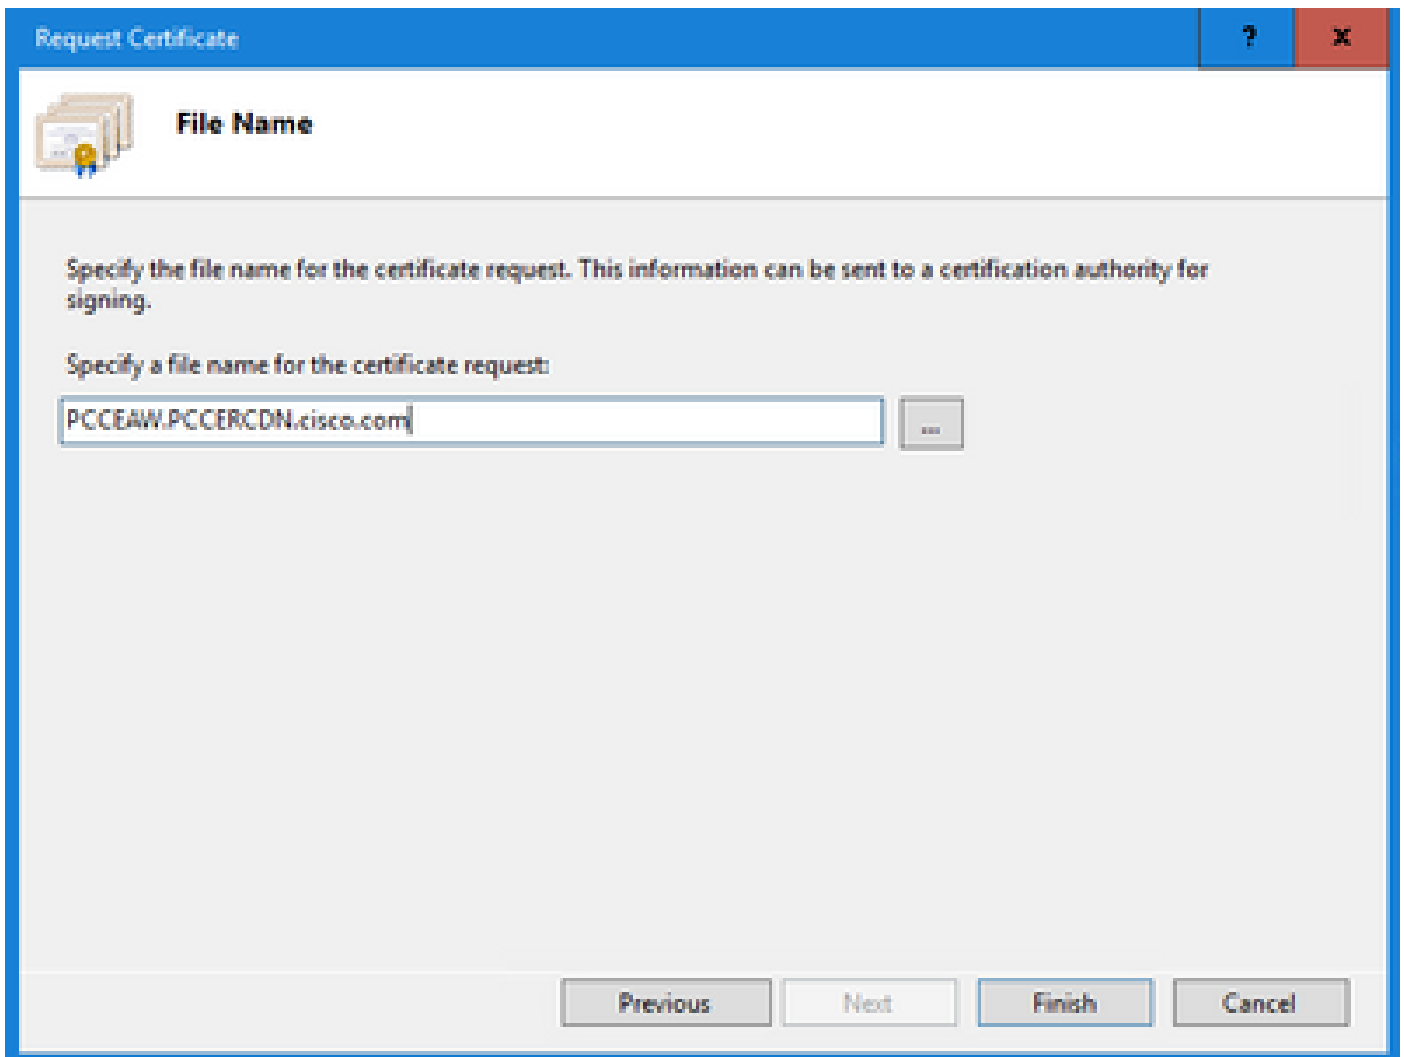 Request Certificate
?
x
File Name
Specify the file name for the certificate request. This information can be sent to a certification authority for
signing.
Specify a file name for the certificate request:
PCCEAW.PCCERCDN.cisco.com
...
Previous
Next
Finish
Cancel